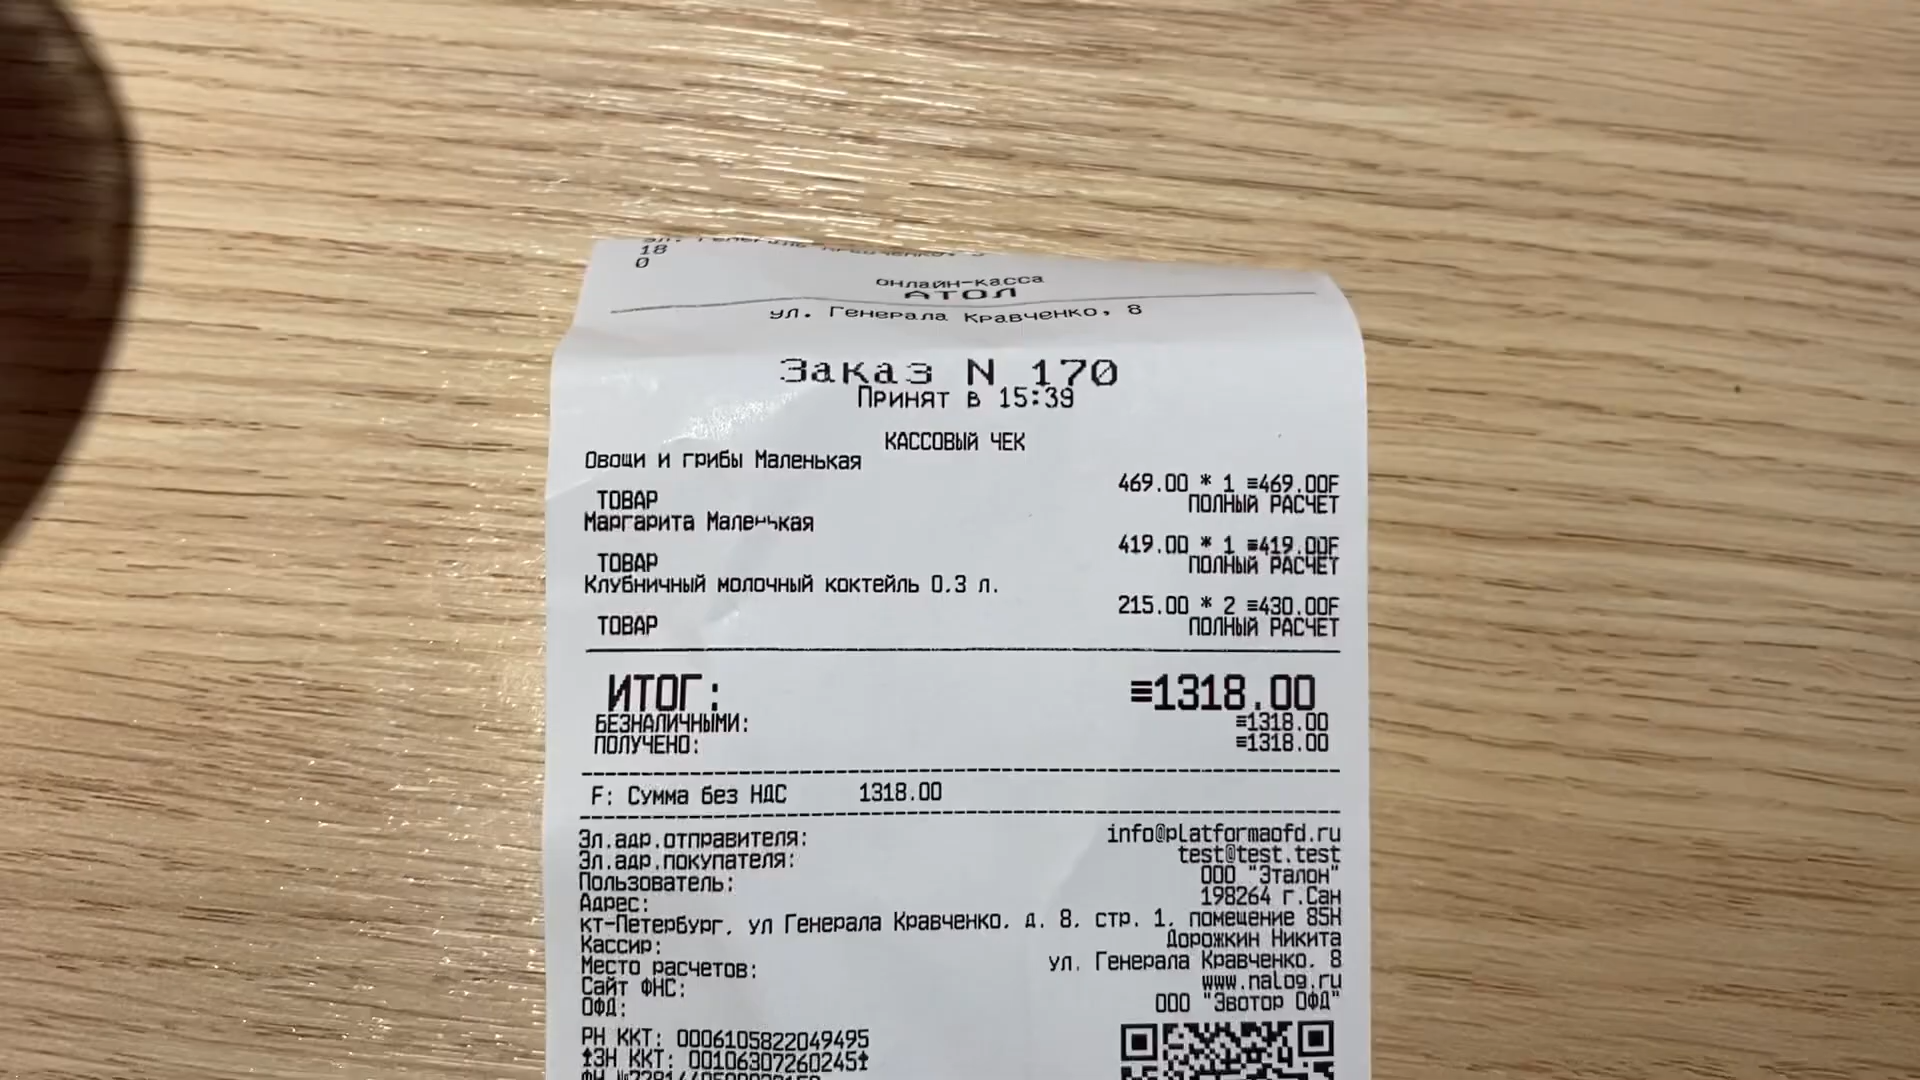 18
0
онлайн-касса
АТОЛ
ул. Генерала Кравченко, 8
Заказ N 170
Принят в 15:39
КАССОВЫЙ ЧЕК
Овощи и грибы Маленькая
469.00 * 1 ≡469.00F
ТОВАР ПОЛНЫЙ РАСЧЕТ
Маргарита Маленькая
419.00 * 1 ≡419.00F
ТОВАР ПОЛНЫЙ РАСЧЕТ
Клубничный молочный коктейль 0.3 л.
215.00 * 2 ≡430.00F
ТОВАР ПОЛНЫЙ РАСЧЕТ
ИТОГ: ≡1318.00
БЕЗНАЛИЧНЫМИ: ≡1318.00
ПОЛУЧЕНО: ≡1318.00
F: Сумма без НДС 1318.00
Эл.адр.отправителя: info@platformaofd.ru
Эл.адр.покупателя: test@test.test
Пользователь: ООО "Эталон"
Адрес: 198264 г.Сан
кт-Петербург, ул Генерала Кравченко, д. 8, стр. 1, помещение 85Н
Кассир: Дорожкин Никита
Место расчетов: ул. Генерала Кравченко, 8
Сайт ФНС: www.nalog.ru
ОФД: ООО "Эвотор ОФД"
РН ККТ: 0006105822049495
ЗН ККТ: 00106307260245